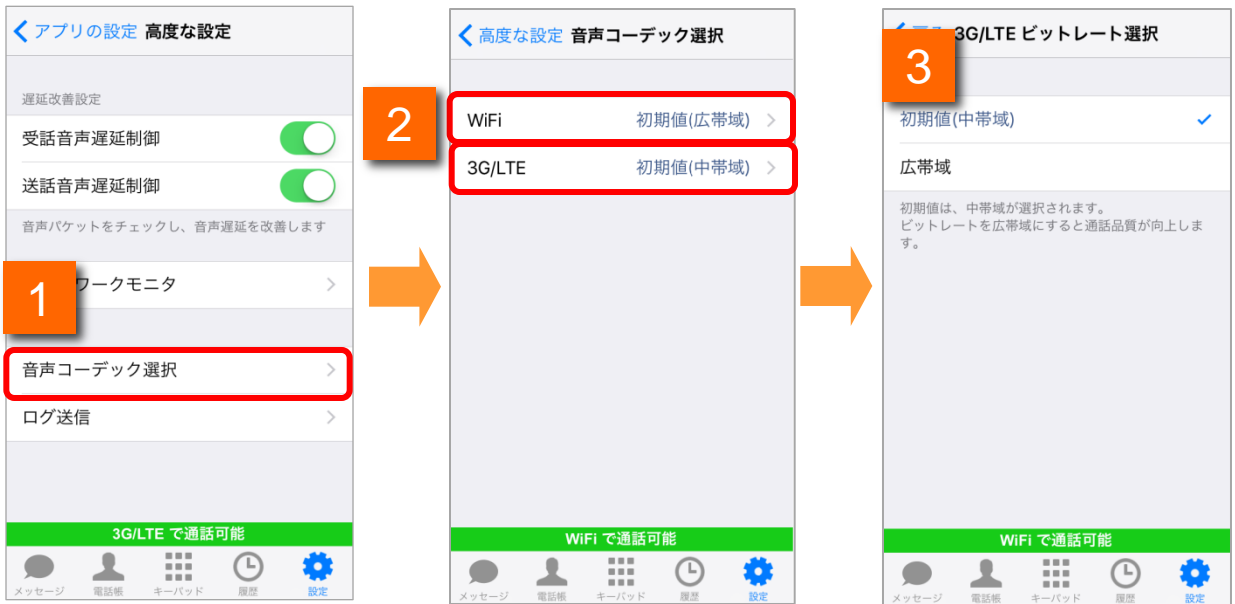 アプリの設定 高度な設定
遅延改善設定
受話音声遅延制御
送話音声遅延制御
音声パケットをチェックし、音声遅延を改善します
1
ワークモニタ
音声コーデック選択
ログ送信
3G/LTE で通話可能
メッセージ 電話帳 キーパッド 履歴 設定
高度な設定 音声コーデック選択
2
WiFi 初期値(広帯域)
3G/LTE 初期値(中帯域)
WiFi で通話可能
メッセージ 電話帳 キーパッド 履歴 設定
3G/LTE ビットレート選択
3
初期値(中帯域)
広帯域
初期値は、中帯域が選択されます。
ビットレートを広帯域にすると通話品質が向上しま
す。
WiFi で通話可能
メッセージ 電話帳 キーパッド 履歴 設定